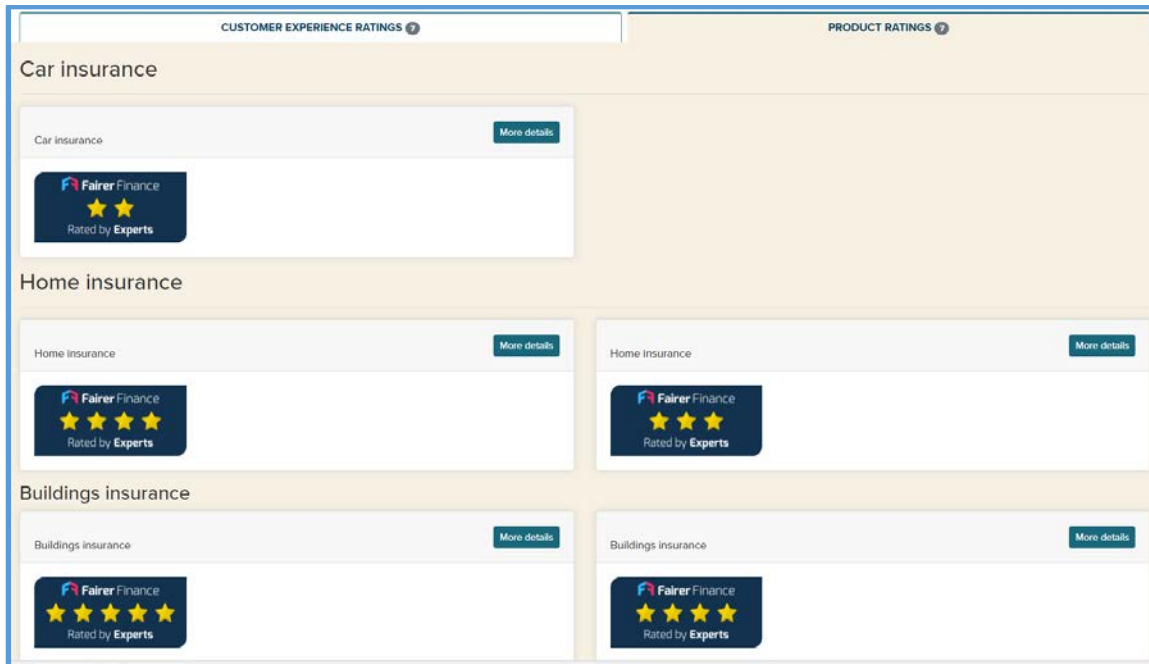 CUSTOMER EXPERIENCE RATINGS ?
PRODUCT RATINGS ?
Car insurance
Car insurance
More details
Fairer Finance
Rated by Experts
Home insurance
Home insurance
More details
Fairer Finance
Rated by Experts
Home insurance
More details
Fairer Finance
Rated by Experts
Buildings insurance
Buildings insurance
More details
Fairer Finance
Rated by Experts
Buildings insurance
More details
Fairer Finance
Rated by Experts